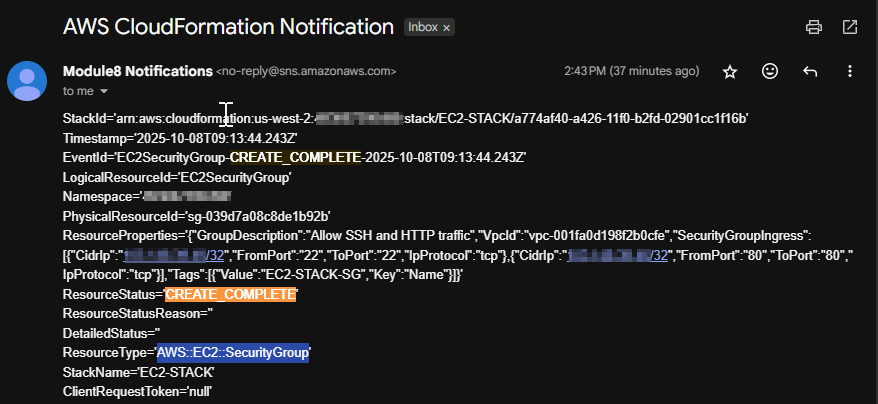 AWS CloudFormation Notification Inbox ×
Module8 Notifications <no-reply@sns.amazonaws.com> 2:43 PM (37 minutes ago)
to me
StackId='arn:aws:cloudformation:us-west-2: :stack/EC2-STACK/a774af40-a426-11f0-b2fd-02901cc1f16b'
Timestamp='2025-10-08T09:13:44.243Z'
EventId='EC2SecurityGroup-CREATE_COMPLETE-2025-10-08T09:13:44.243Z'
LogicalResourceId='EC2SecurityGroup'
Namespace='
PhysicalResourceId='sg-039d7a08c8de1b92b'
ResourceProperties='{"GroupDescription":"Allow SSH and HTTP traffic","VpcId":"vpc-001fa0d198f2b0cfe","SecurityGroupIngress":
[{"CidrIp":" /32","FromPort":"22","ToPort":"22","IpProtocol":"tcp"},{"CidrIp":" /32","FromPort":"80","ToPort":"80","
IpProtocol":"tcp"}],"Tags":[{"Value":"EC2-STACK-SG","Key":"Name"}]}'
ResourceStatus='CREATE_COMPLETE'
ResourceStatusReason=''
DetailedStatus=''
ResourceType='AWS::EC2::SecurityGroup'
StackName='EC2-STACK'
ClientRequestToken='null'